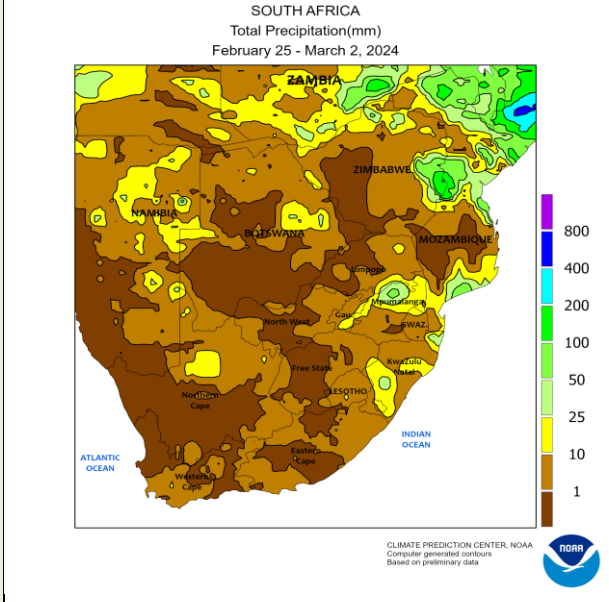 SOUTH AFRICA
Total Precipitation(mm)
February 25 - March 2, 2024
ZAMBIA
ZIMBABWE
NAMIBIA
BOTSWANA
MOZAMBIQUE
Limpopo
Mpumalanga
Gau.
North West
SWAZ.
Free State
KwaZulu
Natal
LESOTHO
Northern
Cape
INDIAN
OCEAN
ATLANTIC
OCEAN
Eastern
Cape
Western
Cape
800
400
200
100
50
25
10
1
CLIMATE PREDICTION CENTER, NOAA
Computer generated contours
Based on preliminary data
NOAA